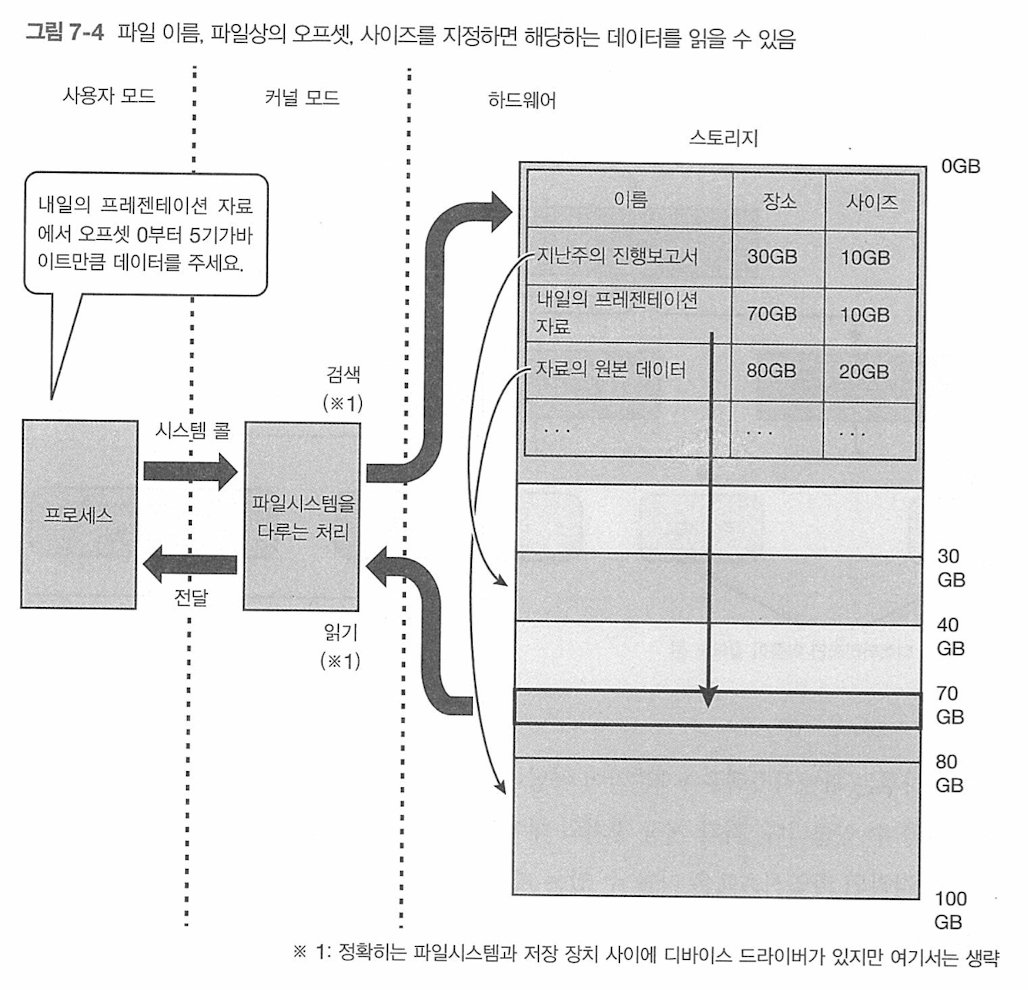 그림 7-4 파일 이름, 파일상의 오프셋, 사이즈를 지정하면 해당하는 데이터를 읽을 수 있음
사용자 모드
커널 모드
하드웨어
스토리지
0GB
내일의 프레젠테이션 자료
에서 오프셋 0부터 5기가바
이트만큼 데이터를 주세요.
이름 장소 사이즈
지난주의 진행보고서 30GB 10GB
내일의 프레젠테이션
자료 70GB 10GB
자료의 원본 데이터 80GB 20GB
... ... ...
검색
(※1)
시스템 콜
프로세스
파일시스템을
다루는 처리
전달
읽기
(※1)
30
GB
40
GB
70
GB
80
GB
100
GB
※ 1: 정확히는 파일시스템과 저장 장치 사이에 디바이스 드라이버가 있지만 여기서는 생략